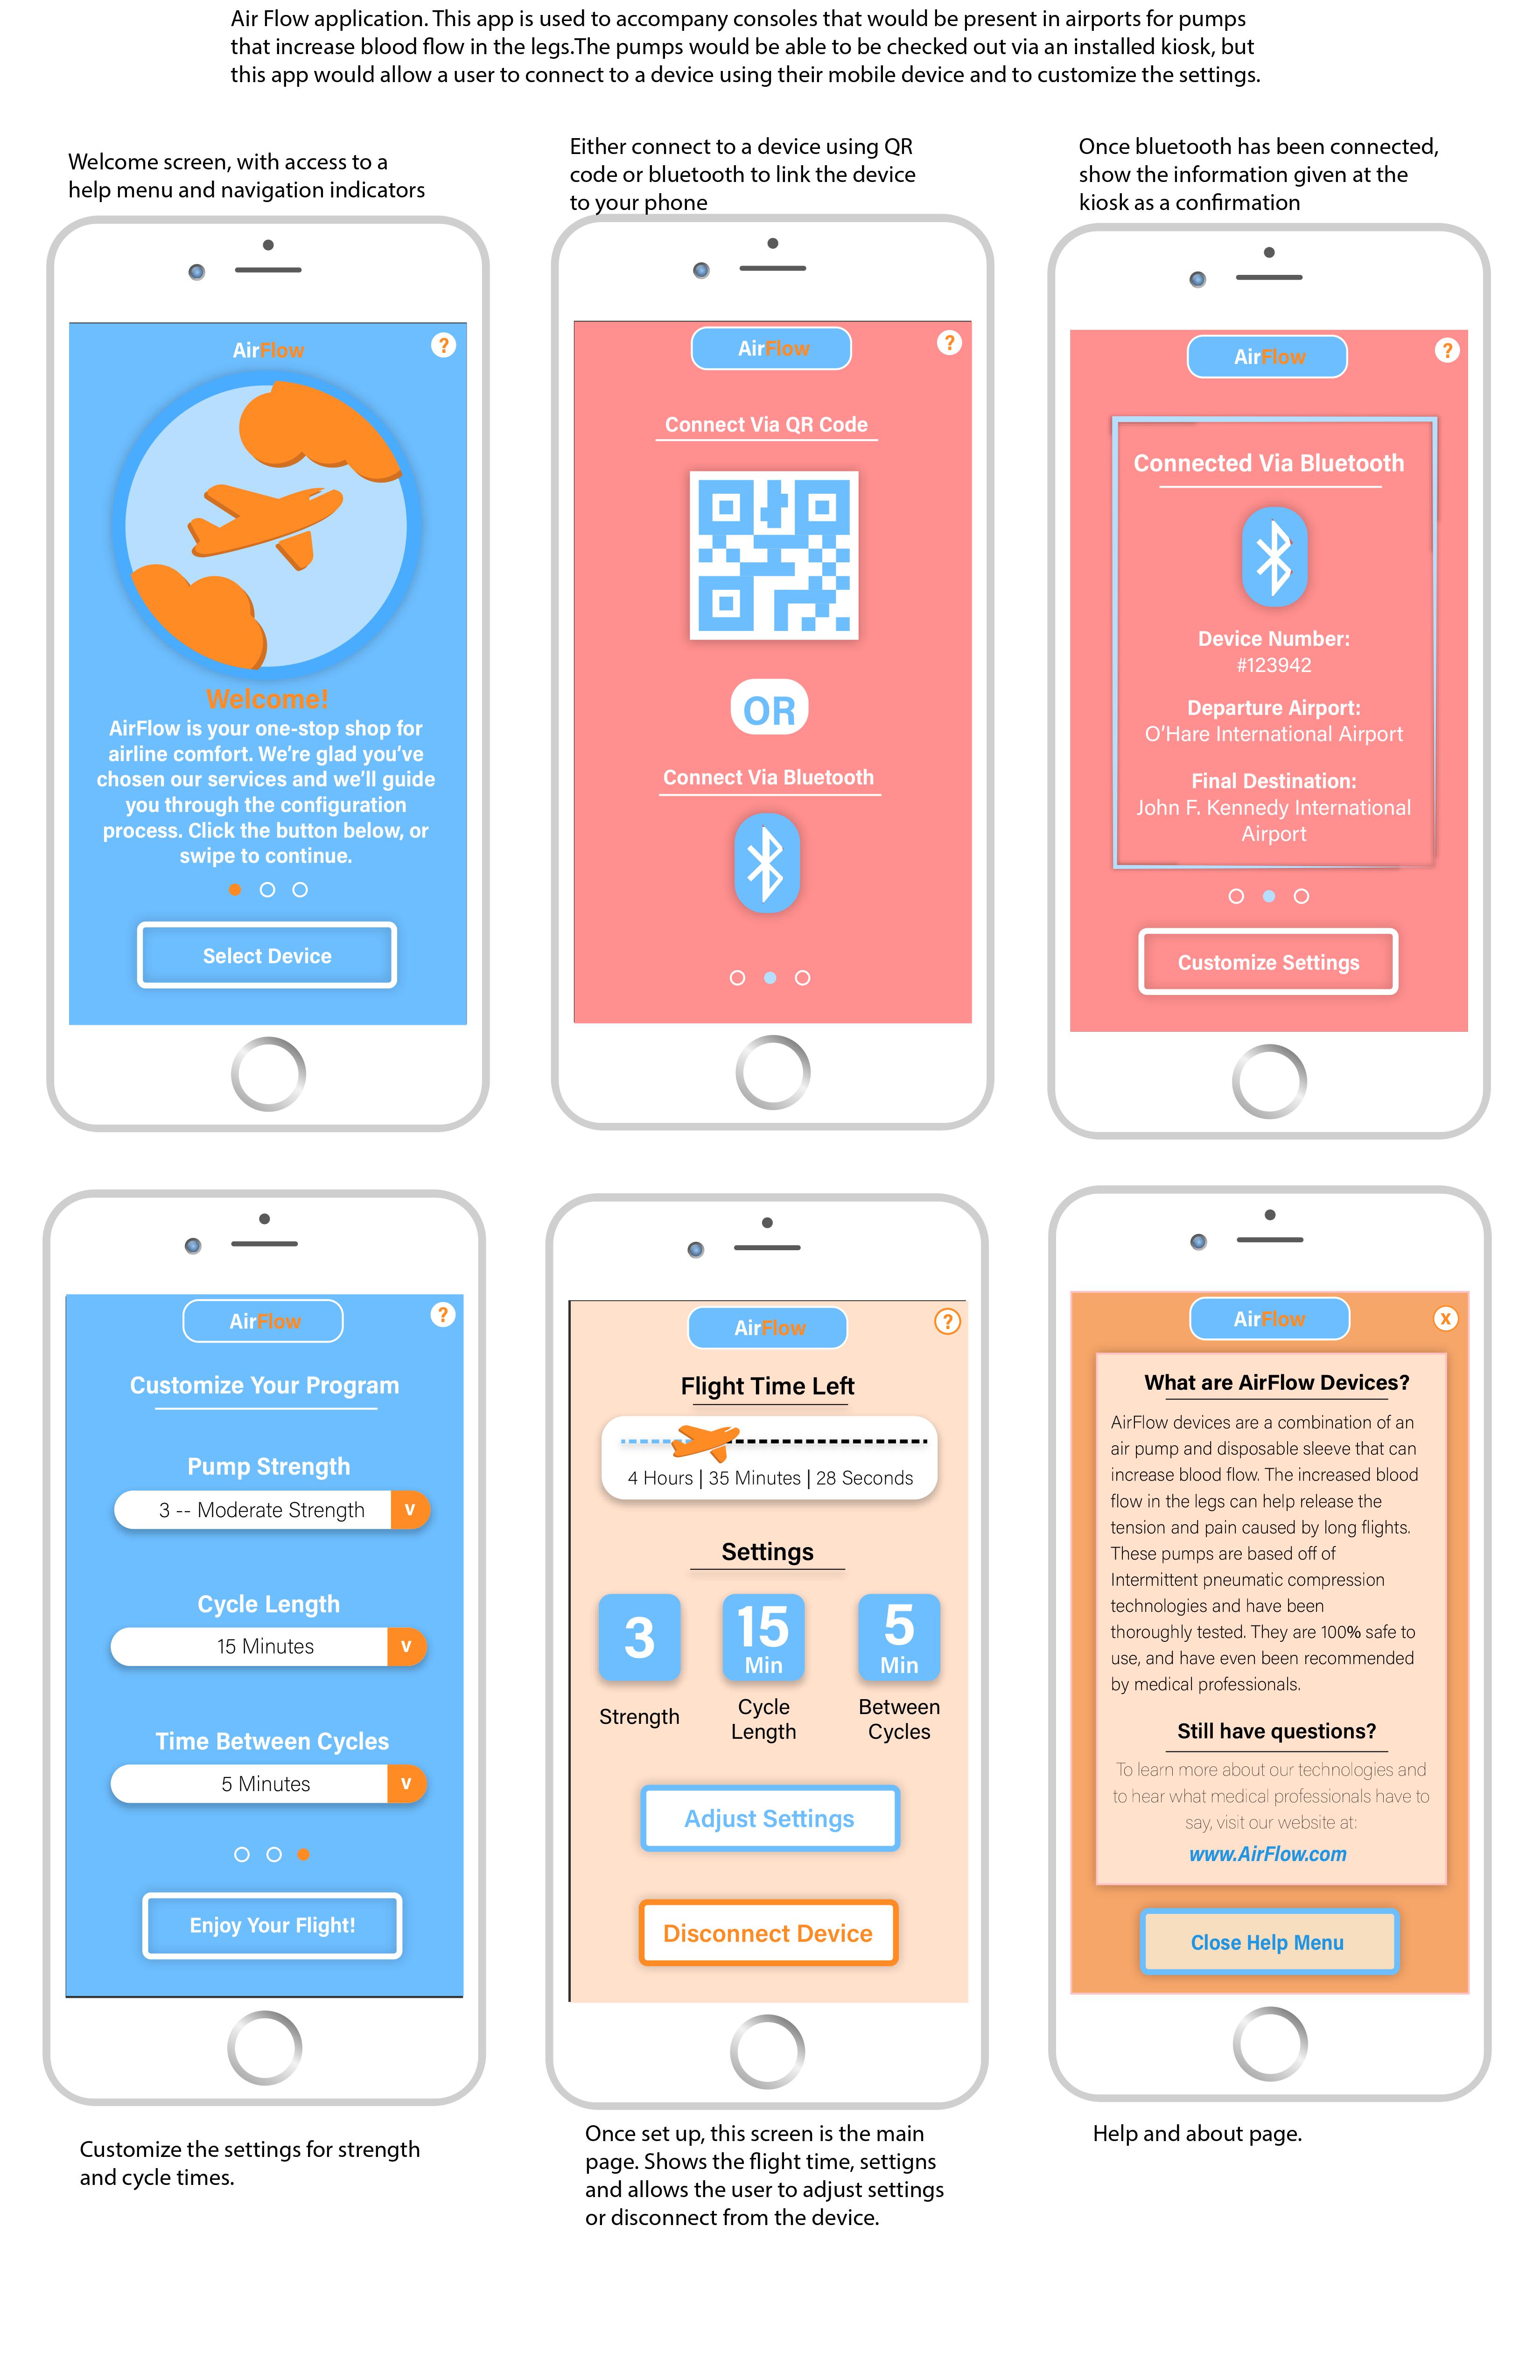 Air Flow application. This app is used to accompany consoles that would be present in airports for pumps
that increase blood flow in the legs.The pumps would be able to be checked out via an installed kiosk, but
this app would allow a user to connect to a device using their mobile device and to customize the settings.
Welcome screen, with access to a
help menu and navigation indicators
AirFlow
?
Welcome!
AirFlow is your one-stop shop for
airline comfort. We're glad you've
chosen our services and we'll guide
you through the configuration
process. Click the button below, or
swipe to continue.
Select Device
Either connect to a device using QR
code or bluetooth to link the device
to your phone
AirFlow
?
Connect Via QR Code
OR
Connect Via Bluetooth
Once bluetooth has been connected,
show the information given at the
kiosk as a confirmation
AirFlow
?
Connected Via Bluetooth
Device Number:
#123942
Departure Airport:
O'Hare International Airport
Final Destination:
John F. Kennedy International
Airport
Customize Settings
AirFlow
?
Customize Your Program
Pump Strength
3 -- Moderate Strength
v
Cycle Length
15 Minutes
v
Time Between Cycles
5 Minutes
v
Enjoy Your Flight!
Customize the settings for strength
and cycle times.
AirFlow
?
Flight Time Left
4 Hours | 35 Minutes | 28 Seconds
Settings
3
15
Min
5
Min
Strength
Cycle
Length
Between
Cycles
Adjust Settings
Disconnect Device
Once set up, this screen is the main
page. Shows the flight time, settigns
and allows the user to adjust settings
or disconnect from the device.
AirFlow
x
What are AirFlow Devices?
AirFlow devices are a combination of an
air pump and disposable sleeve that can
increase blood flow. The increased blood
flow in the legs can help release the
tension and pain caused by long flights.
These pumps are based off of
Intermittent pneumatic compression
technologies and have been
thoroughly tested. They are 100% safe to
use, and have even been recommended
by medical professionals.
Still have questions?
To learn more about our technologies and
to hear what medical professionals have to
say, visit our website at:
www.AirFlow.com
Close Help Menu
Help and about page.